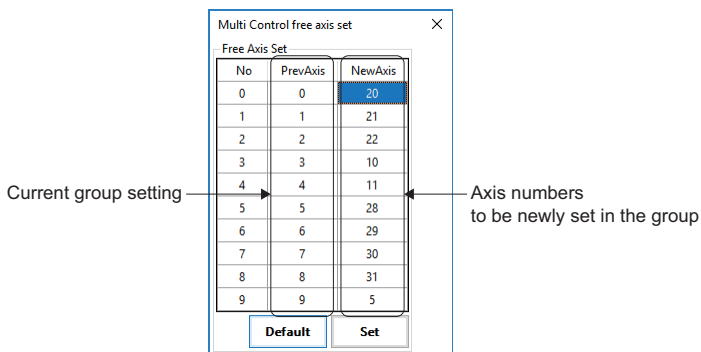 Multi Control free axis set
Free Axis Set
No PrevAxis NewAxis
0 0 20
1 1 21
2 2 22
3 3 10
4 4 11
5 5 28
6 6 29
7 7 30
8 8 31
9 9 5
Default Set
Current group setting
Axis numbers
to be newly set in the group